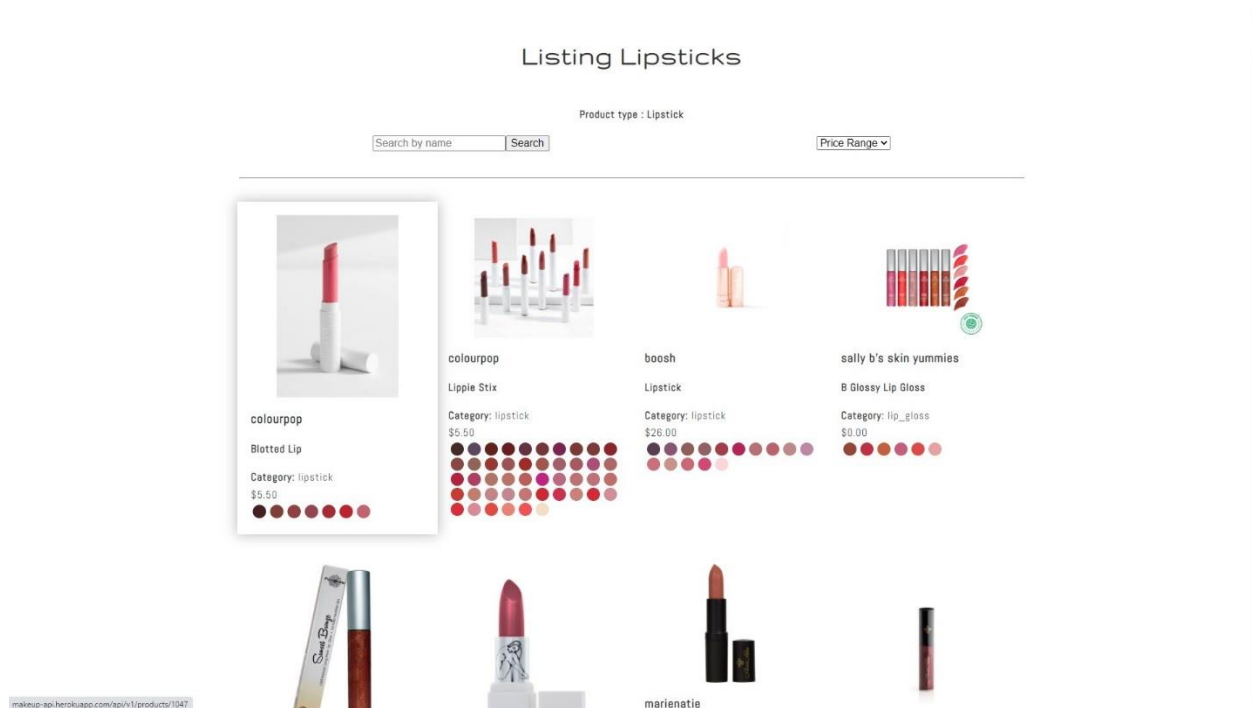 Listing Lipsticks
Product type : Lipstick
Search by name
Search
Price Range
colourpop
Blotted Lip
Category: lipstick
$5.50
colourpop
Lippie Stix
Category: lipstick
$5.50
boosh
Lipstick
Category: lipstick
$26.00
sally b's skin yummies
B Glossy Lip Gloss
Category: lip_gloss
$0.00
marienatie
makeup-api.herokuapp.com/api/v1/products/1047